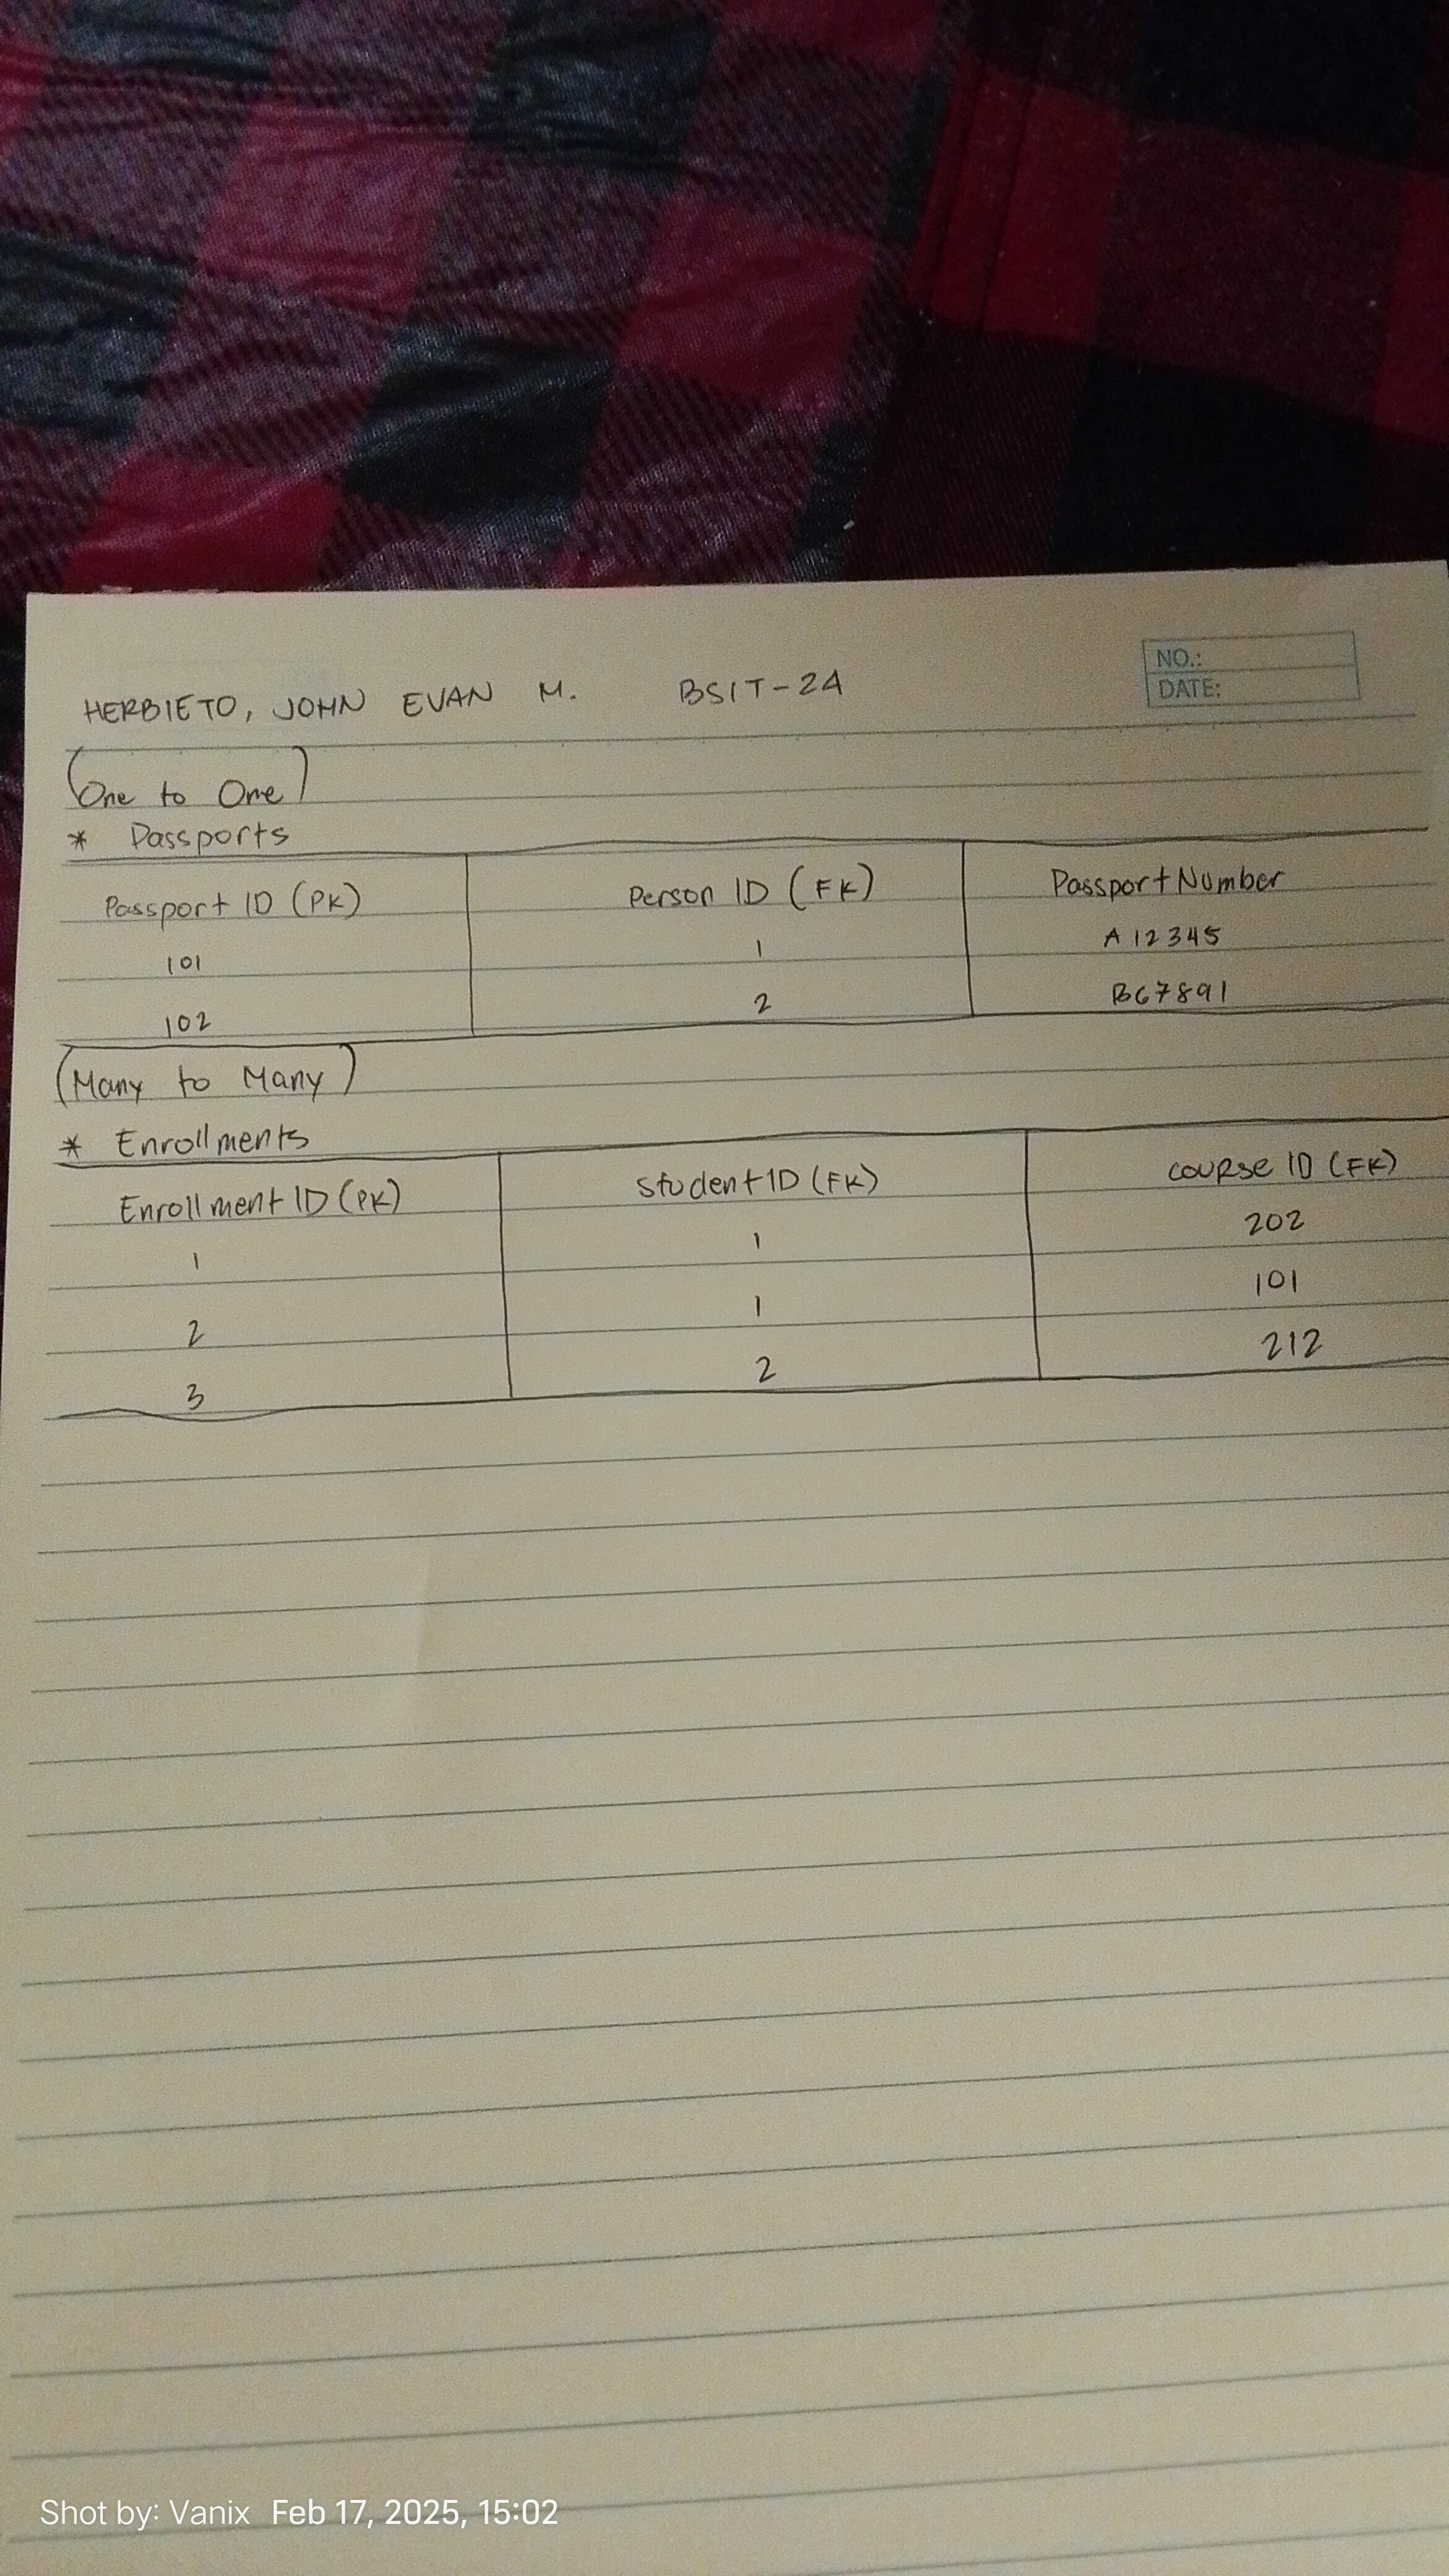 HERBIETO, JOHN EVAN M. BSIT-24
NO.:
DATE:
(One to One)
* Passports
Passport ID (PK) Person ID (FK) Passport Number
101 1 A12345
102 2 B67891
(Many to Many)
* Enrollments
Enrollment ID (PK) Student ID (FK) Course ID (FK)
1 1 202
2 1 101
3 2 212
Shot by: Vanix Feb 17, 2025, 15:02